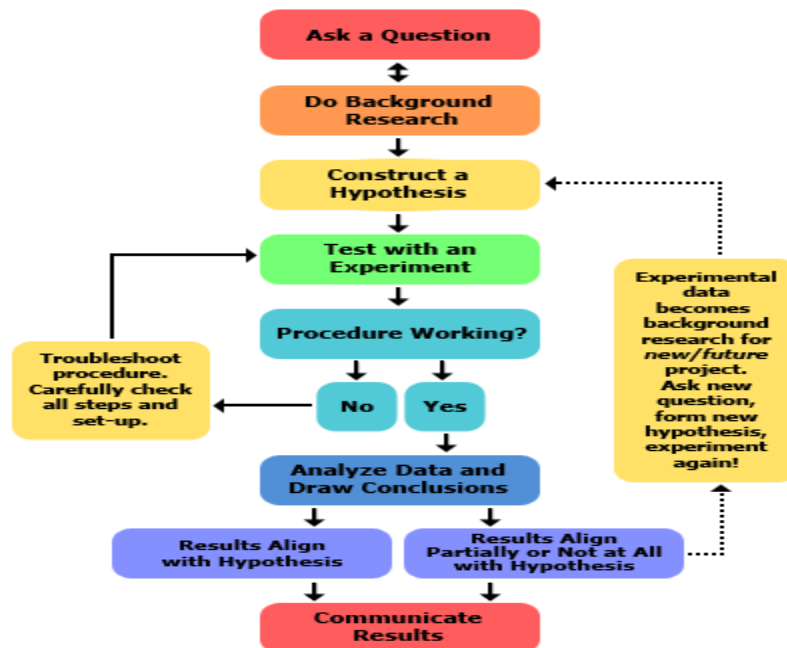 Ask a Question
Do Background
Research
Construct a
Hypothesis
Test with an
Experiment
Procedure Working?
No
Yes
Troubleshoot
procedure.
Carefully check
all steps and
set-up.
Experimental
data
becomes
background
research for
new/future
project.
Ask new
question,
form new
hypothesis,
experiment
again!
Analyze Data and
Draw Conclusions
Results Align
with Hypothesis
Results Align
Partially or Not at All
with Hypothesis
Communicate
Results